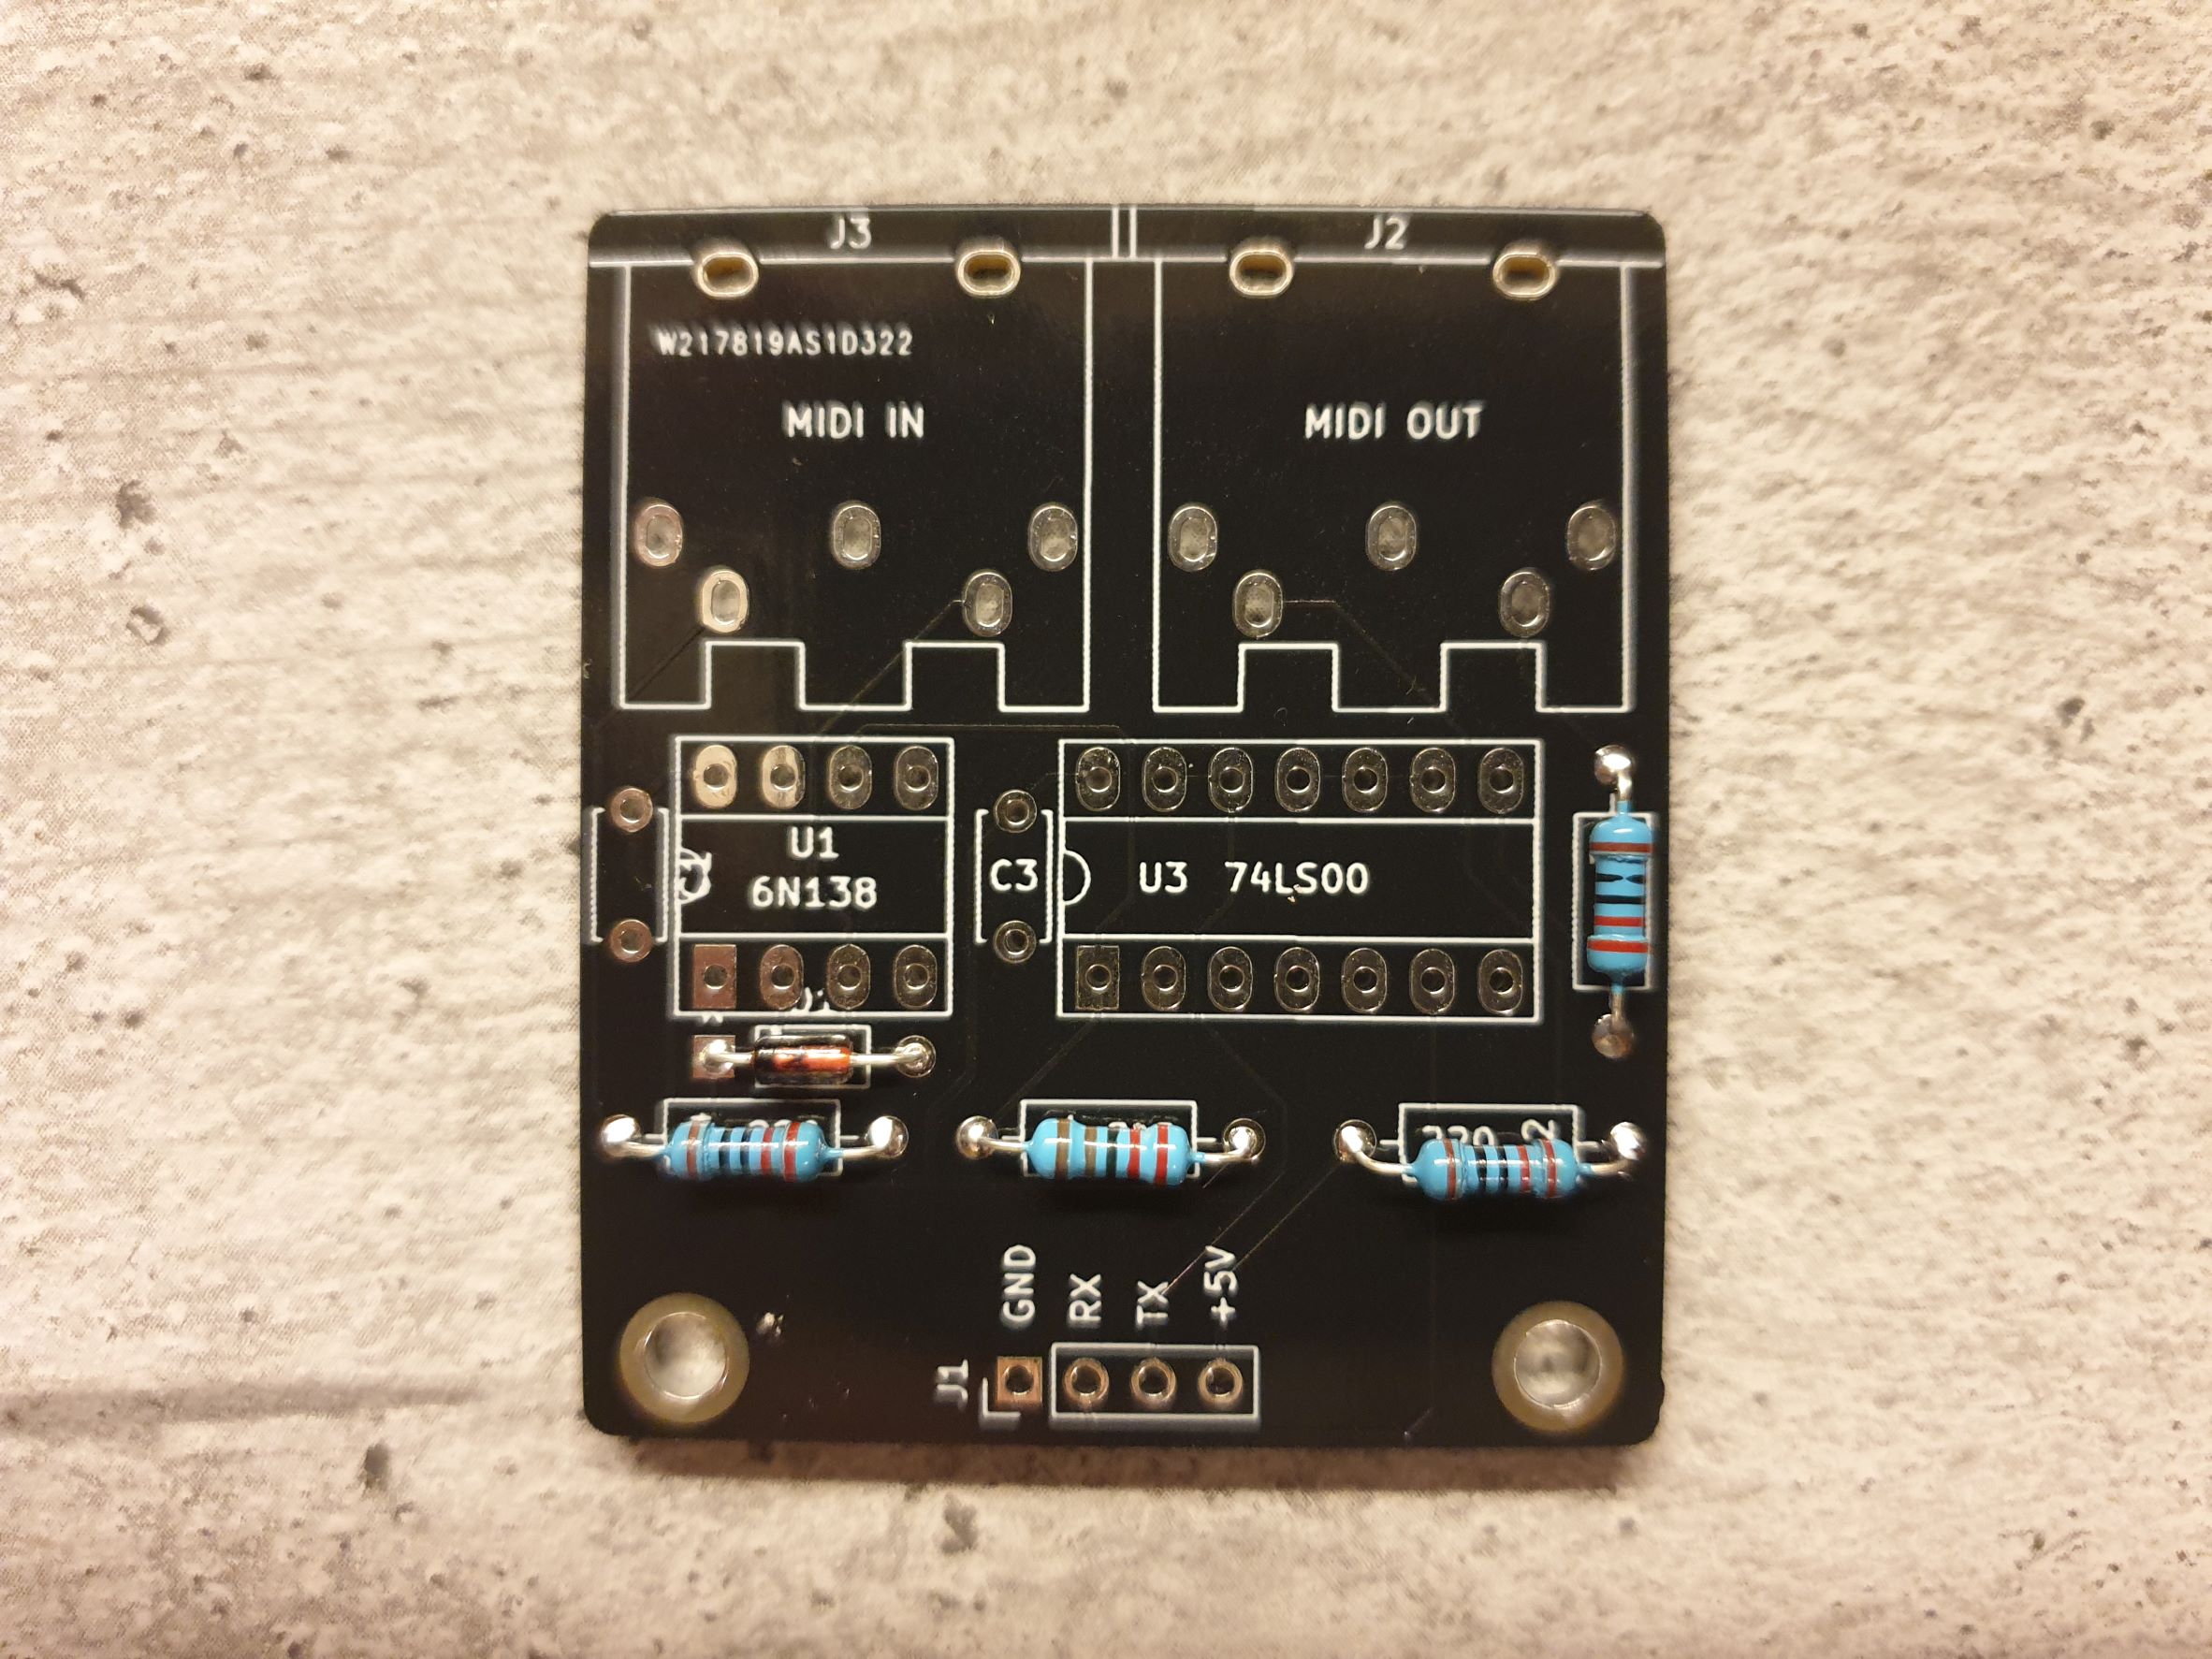 J3
J2
W217819AS1D322
MIDI IN
MIDI OUT
U1
6N138
C3
U3 74LS00
GND
RX
TX
+5V
J1